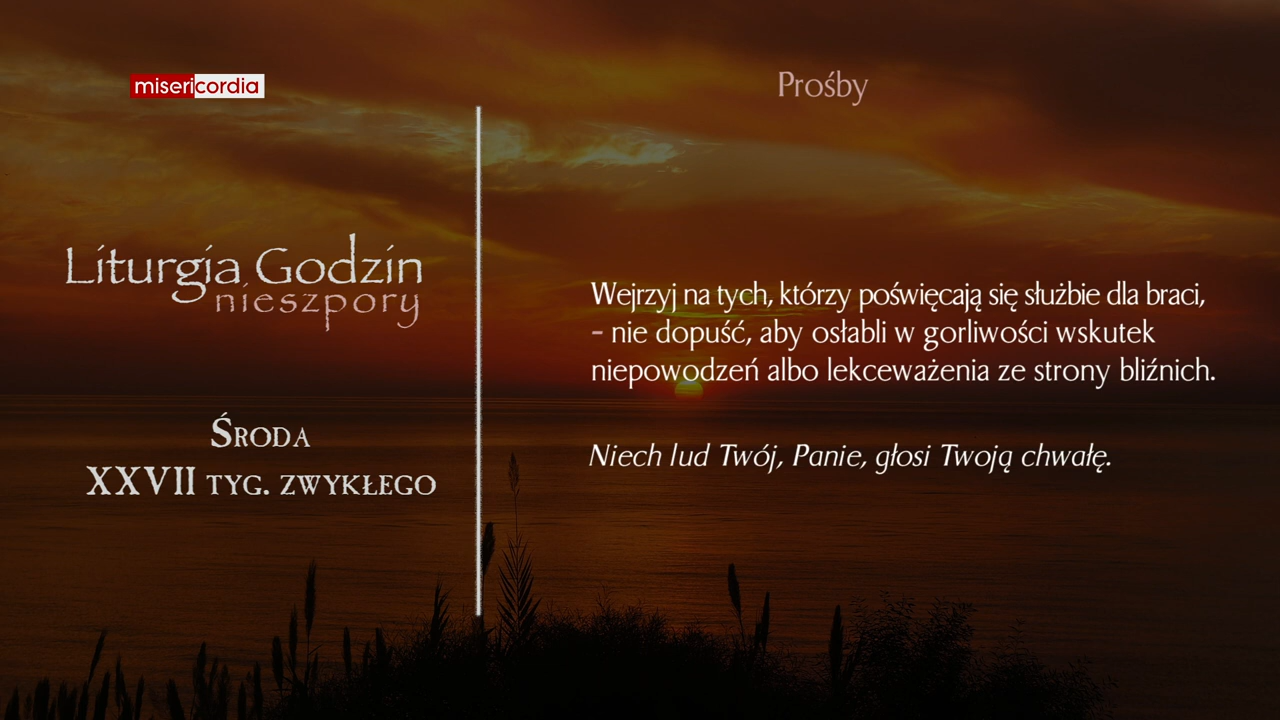 misericordia
Prośby
Liturgia Godzin
nieszpory
Środa
XXVII tyg. zwykłego
Wejrzyj na tych, którzy poświęcają się służbie dla braci,
- nie dopuść, aby osłabli w gorliwości wskutek
niepowodzeń albo lekceważenia ze strony bliźnich.
Niech lud Twój, Panie, głosi Twoją chwałę.